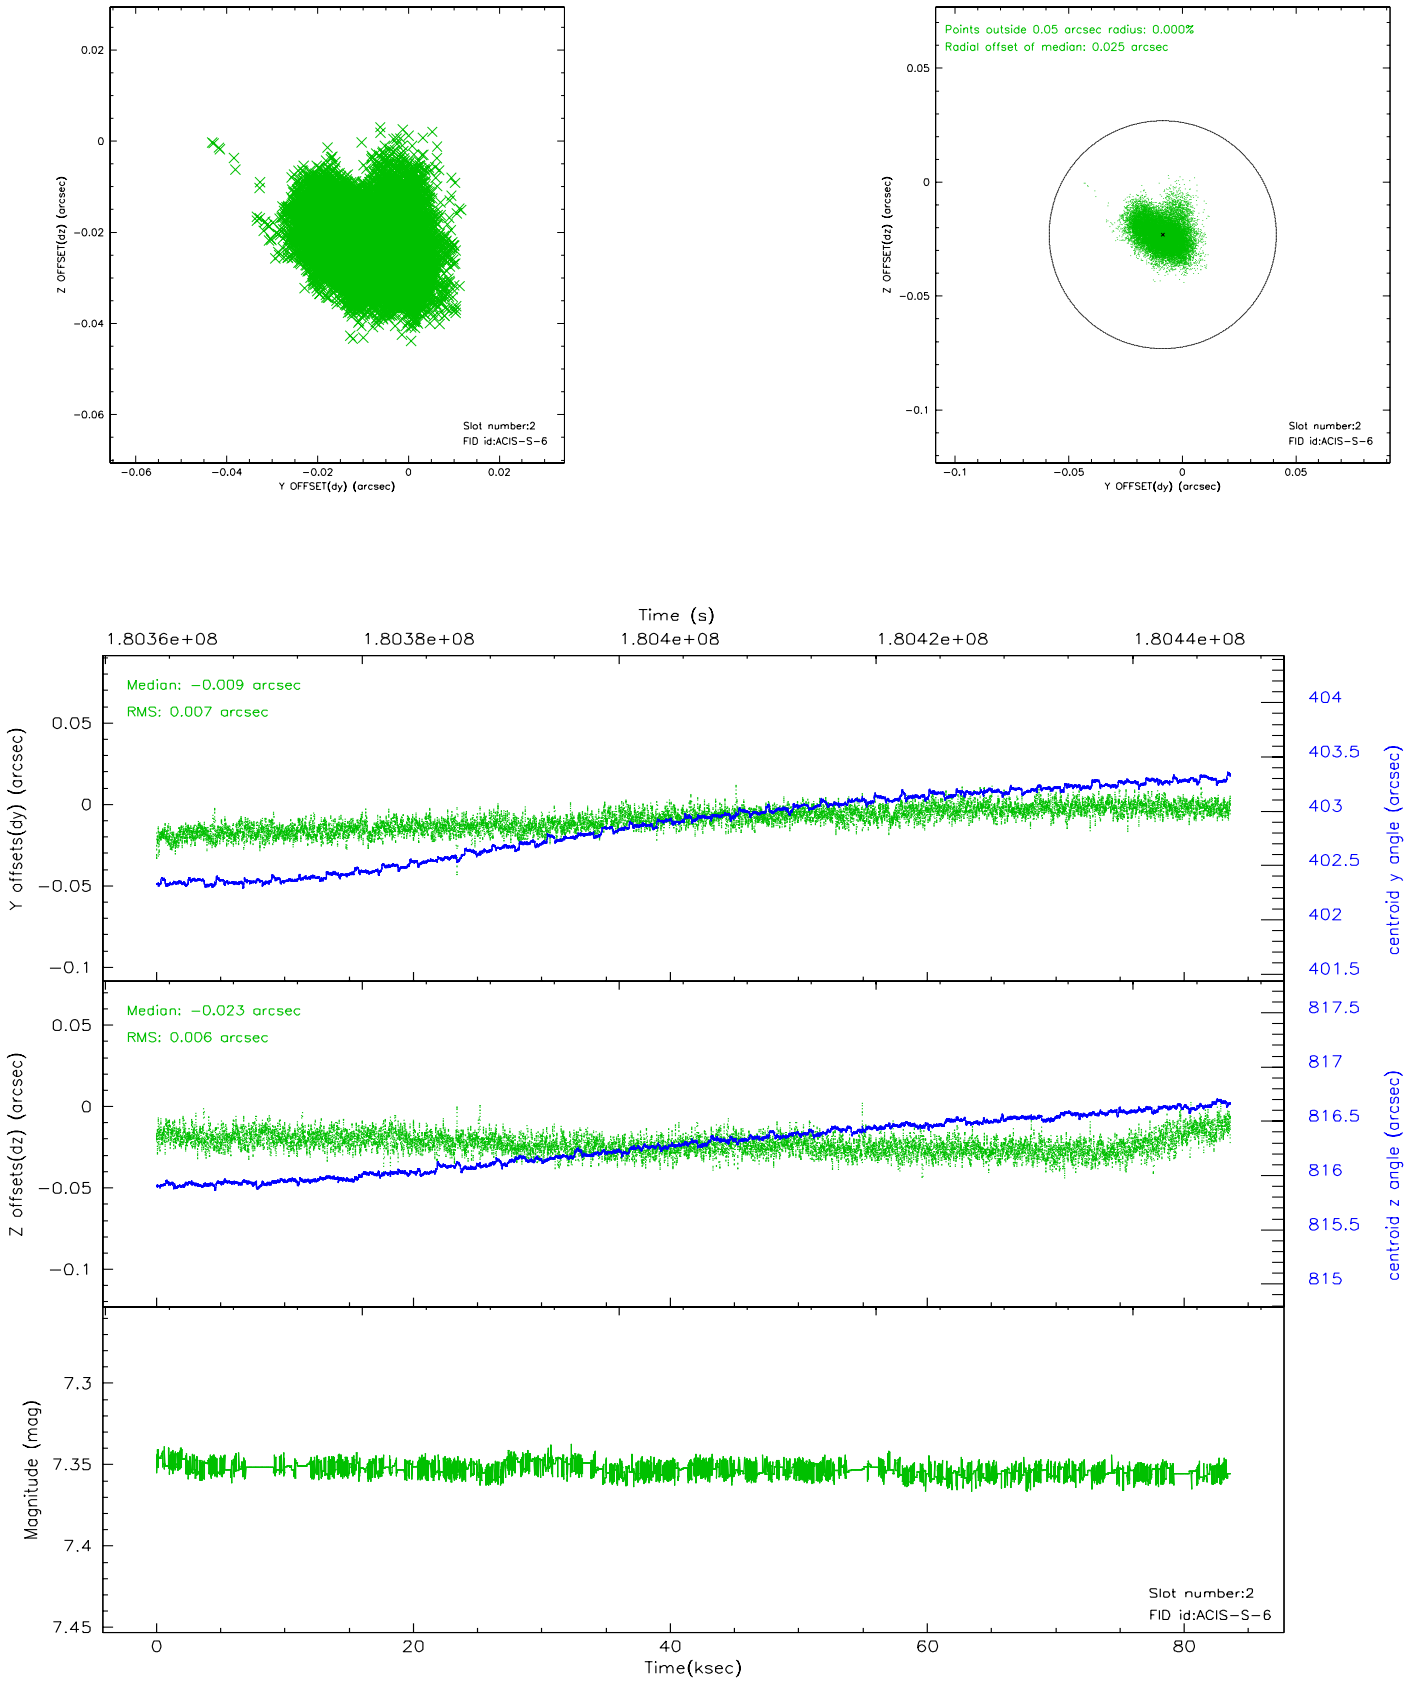 0.02
0
−0.02
−0.04
−0.06
Z OFFSET(dz) (arcsec)
Slot number:2
FID id:ACIS−S−6
−0.06
−0.04
−0.02
0
0.02
Y OFFSET(dy) (arcsec)
Points outside 0.05 arcsec radius: 0.000%
Radial offset of median: 0.025 arcsec
0.05
0
−0.05
−0.1
Z OFFSET(dz) (arcsec)
Slot number:2
FID id:ACIS−S−6
−0.1
−0.05
0
0.05
Y OFFSET(dy) (arcsec)
Time (s)
1.8036e+08
1.8038e+08
1.804e+08
1.8042e+08
1.8044e+08
Median: −0.009 arcsec
RMS: 0.007 arcsec
0.05
0
−0.05
−0.1
Y offsets(dy) (arcsec)
404
403.5
403
402.5
402
401.5
centroid y angle (arcsec)
Median: −0.023 arcsec
RMS: 0.006 arcsec
0.05
0
−0.05
−0.1
Z offsets(dz) (arcsec)
817.5
817
816.5
816
815.5
815
centroid z angle (arcsec)
7.3
7.35
7.4
7.45
Magnitude (mag)
Slot number:2
FID id:ACIS−S−6
0
20
40
60
80
Time(ksec)